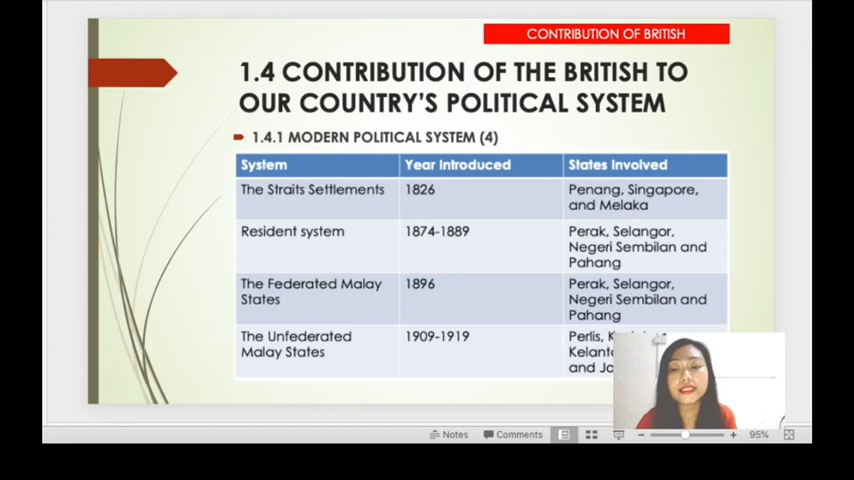 CONTRIBUTION OF BRITISH
1.4 CONTRIBUTION OF THE BRITISH TO
OUR COUNTRY'S POLITICAL SYSTEM
1.4.1 MODERN POLITICAL SYSTEM (4)
System Year Introduced States Involved
The Straits Settlements 1826 Penang, Singapore,
and Melaka
Resident system 1874-1889 Perak, Selangor,
Negeri Sembilan and
Pahang
The Federated Malay 1896 Perak, Selangor,
States Negeri Sembilan and
Pahang
The Unfederated 1909-1919 Perlis,
Malay States
and
Notes Comments 95%